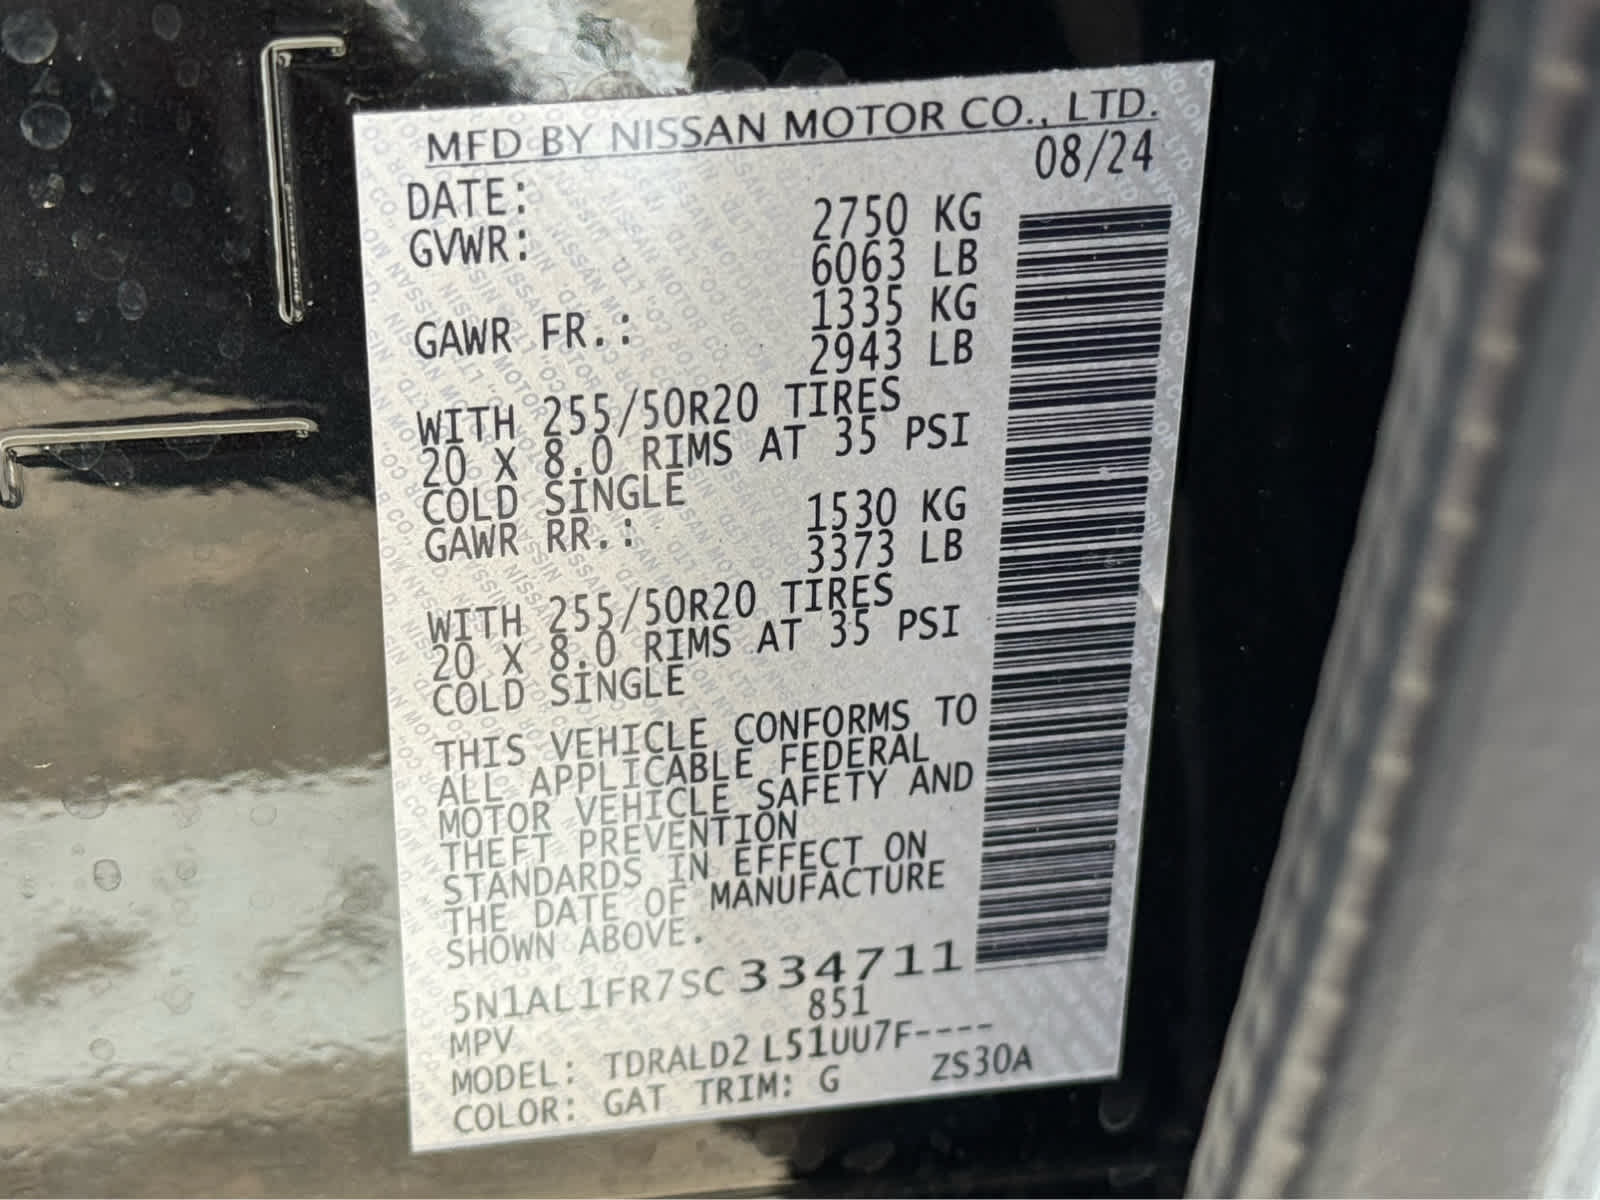 MFD BY NISSAN MOTOR CO., LTD.
DATE: 08/24
GVWR: 2750 KG
6063 LB
GAWR FR.: 1335 KG
2943 LB
WITH 255/50R20 TIRES
20 X 8.0 RIMS AT 35 PSI
COLD SINGLE
GAWR RR.: 1530 KG
3373 LB
WITH 255/50R20 TIRES
20 X 8.0 RIMS AT 35 PSI
COLD SINGLE
THIS VEHICLE CONFORMS TO
ALL APPLICABLE FEDERAL
MOTOR VEHICLE SAFETY AND
THEFT PREVENTION
STANDARDS IN EFFECT ON
THE DATE OF MANUFACTURE
SHOWN ABOVE.
5N1AL1FR7SC334711
MPV 851
MODEL: TDRALD2 L51UU7F----
COLOR: GAT TRIM: G ZS30A